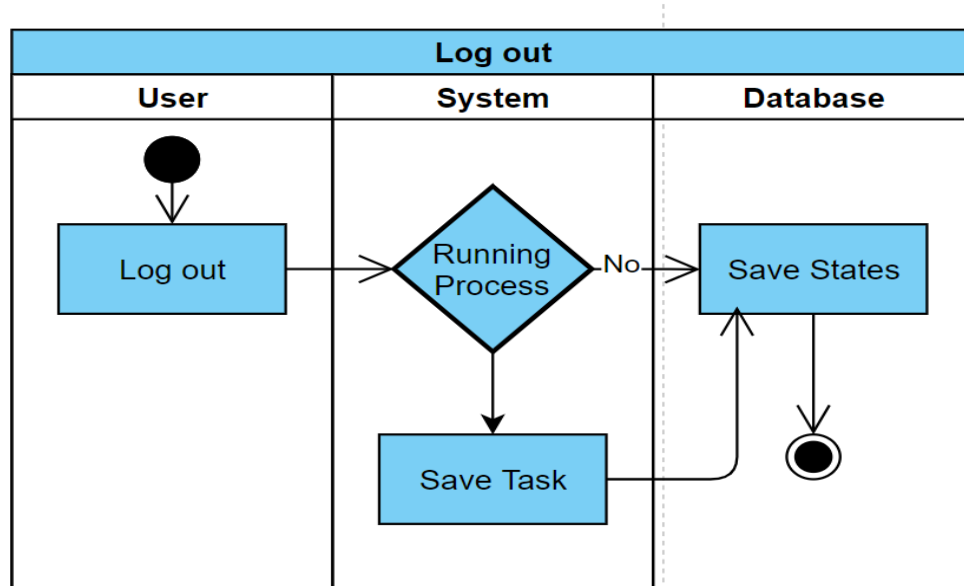 Log out
User
System
Database
Log out
Running
Process
No
Save States
Save Task